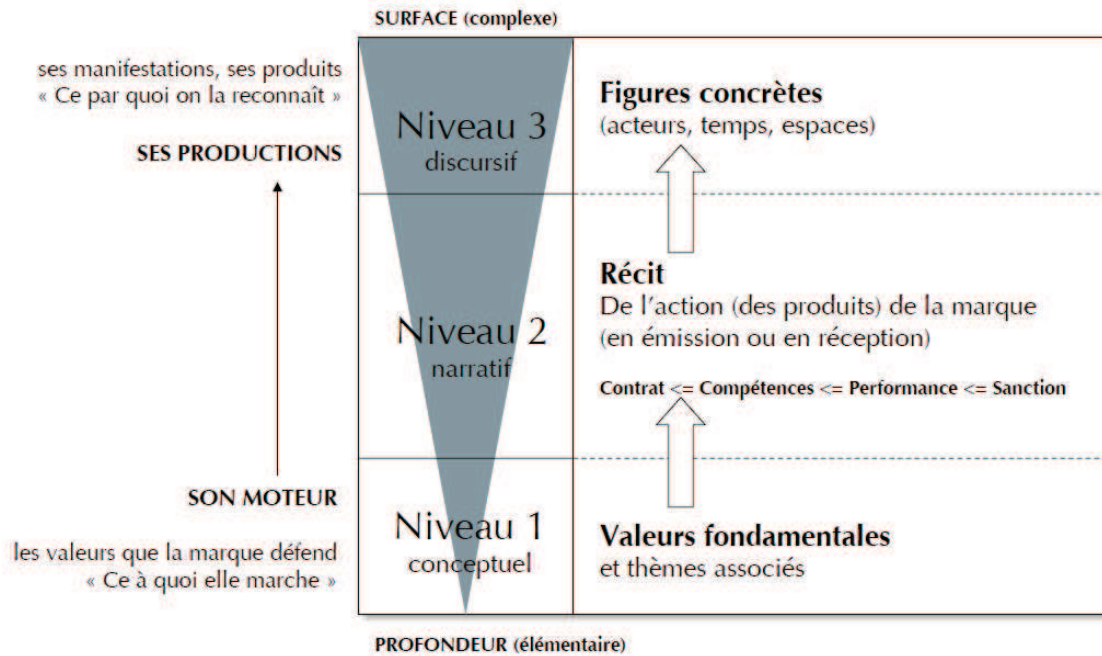 SURFACE (complexe)
ses manifestations, ses produits
« Ce par quoi on la reconnaît »
SES PRODUCTIONS
Niveau 3
discursif
Figures concrètes
(acteurs, temps, espaces)
Niveau 2
narratif
Récit
De l'action (des produits) de la marque
(en émission ou en réception)
Contrat <= Compétences <= Performance <= Sanction
SON MOTEUR
les valeurs que la marque défend
« Ce à quoi elle marche »
Niveau 1
conceptuel
Valeurs fondamentales
et thèmes associés
PROFONDEUR (élémentaire)